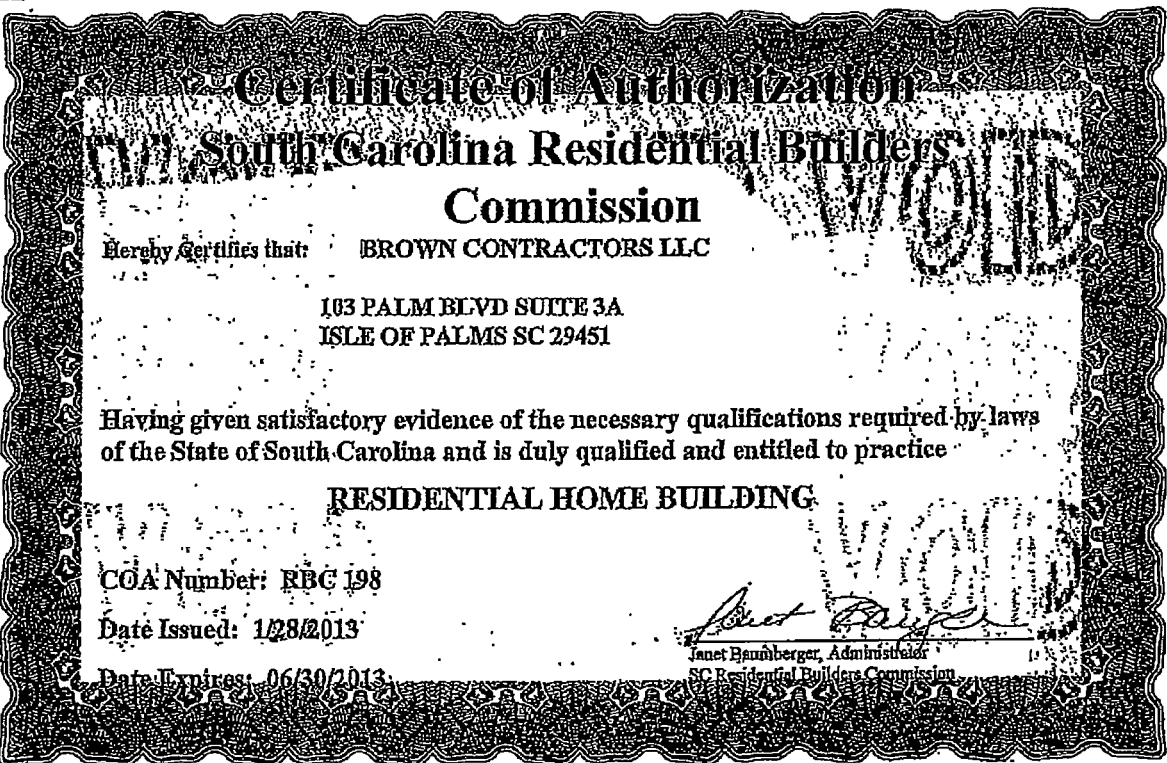 Certificate of Authorization
South Carolina Residential Builders
Commission
Hereby Certifies that: BROWN CONTRACTORS LLC
103 PALM BLVD SUITE 3A
ISLE OF PALMS SC 29451
Having given satisfactory evidence of the necessary qualifications required by laws
of the State of South Carolina and is duly qualified and entitled to practice
RESIDENTIAL HOME BUILDING
COA Number: RBC 198
Date Issued: 1/28/2013
Janet Baumberger, Administrator
Date Expires: 06/30/2013
SC Residential Builders Commission
VOID
VOID